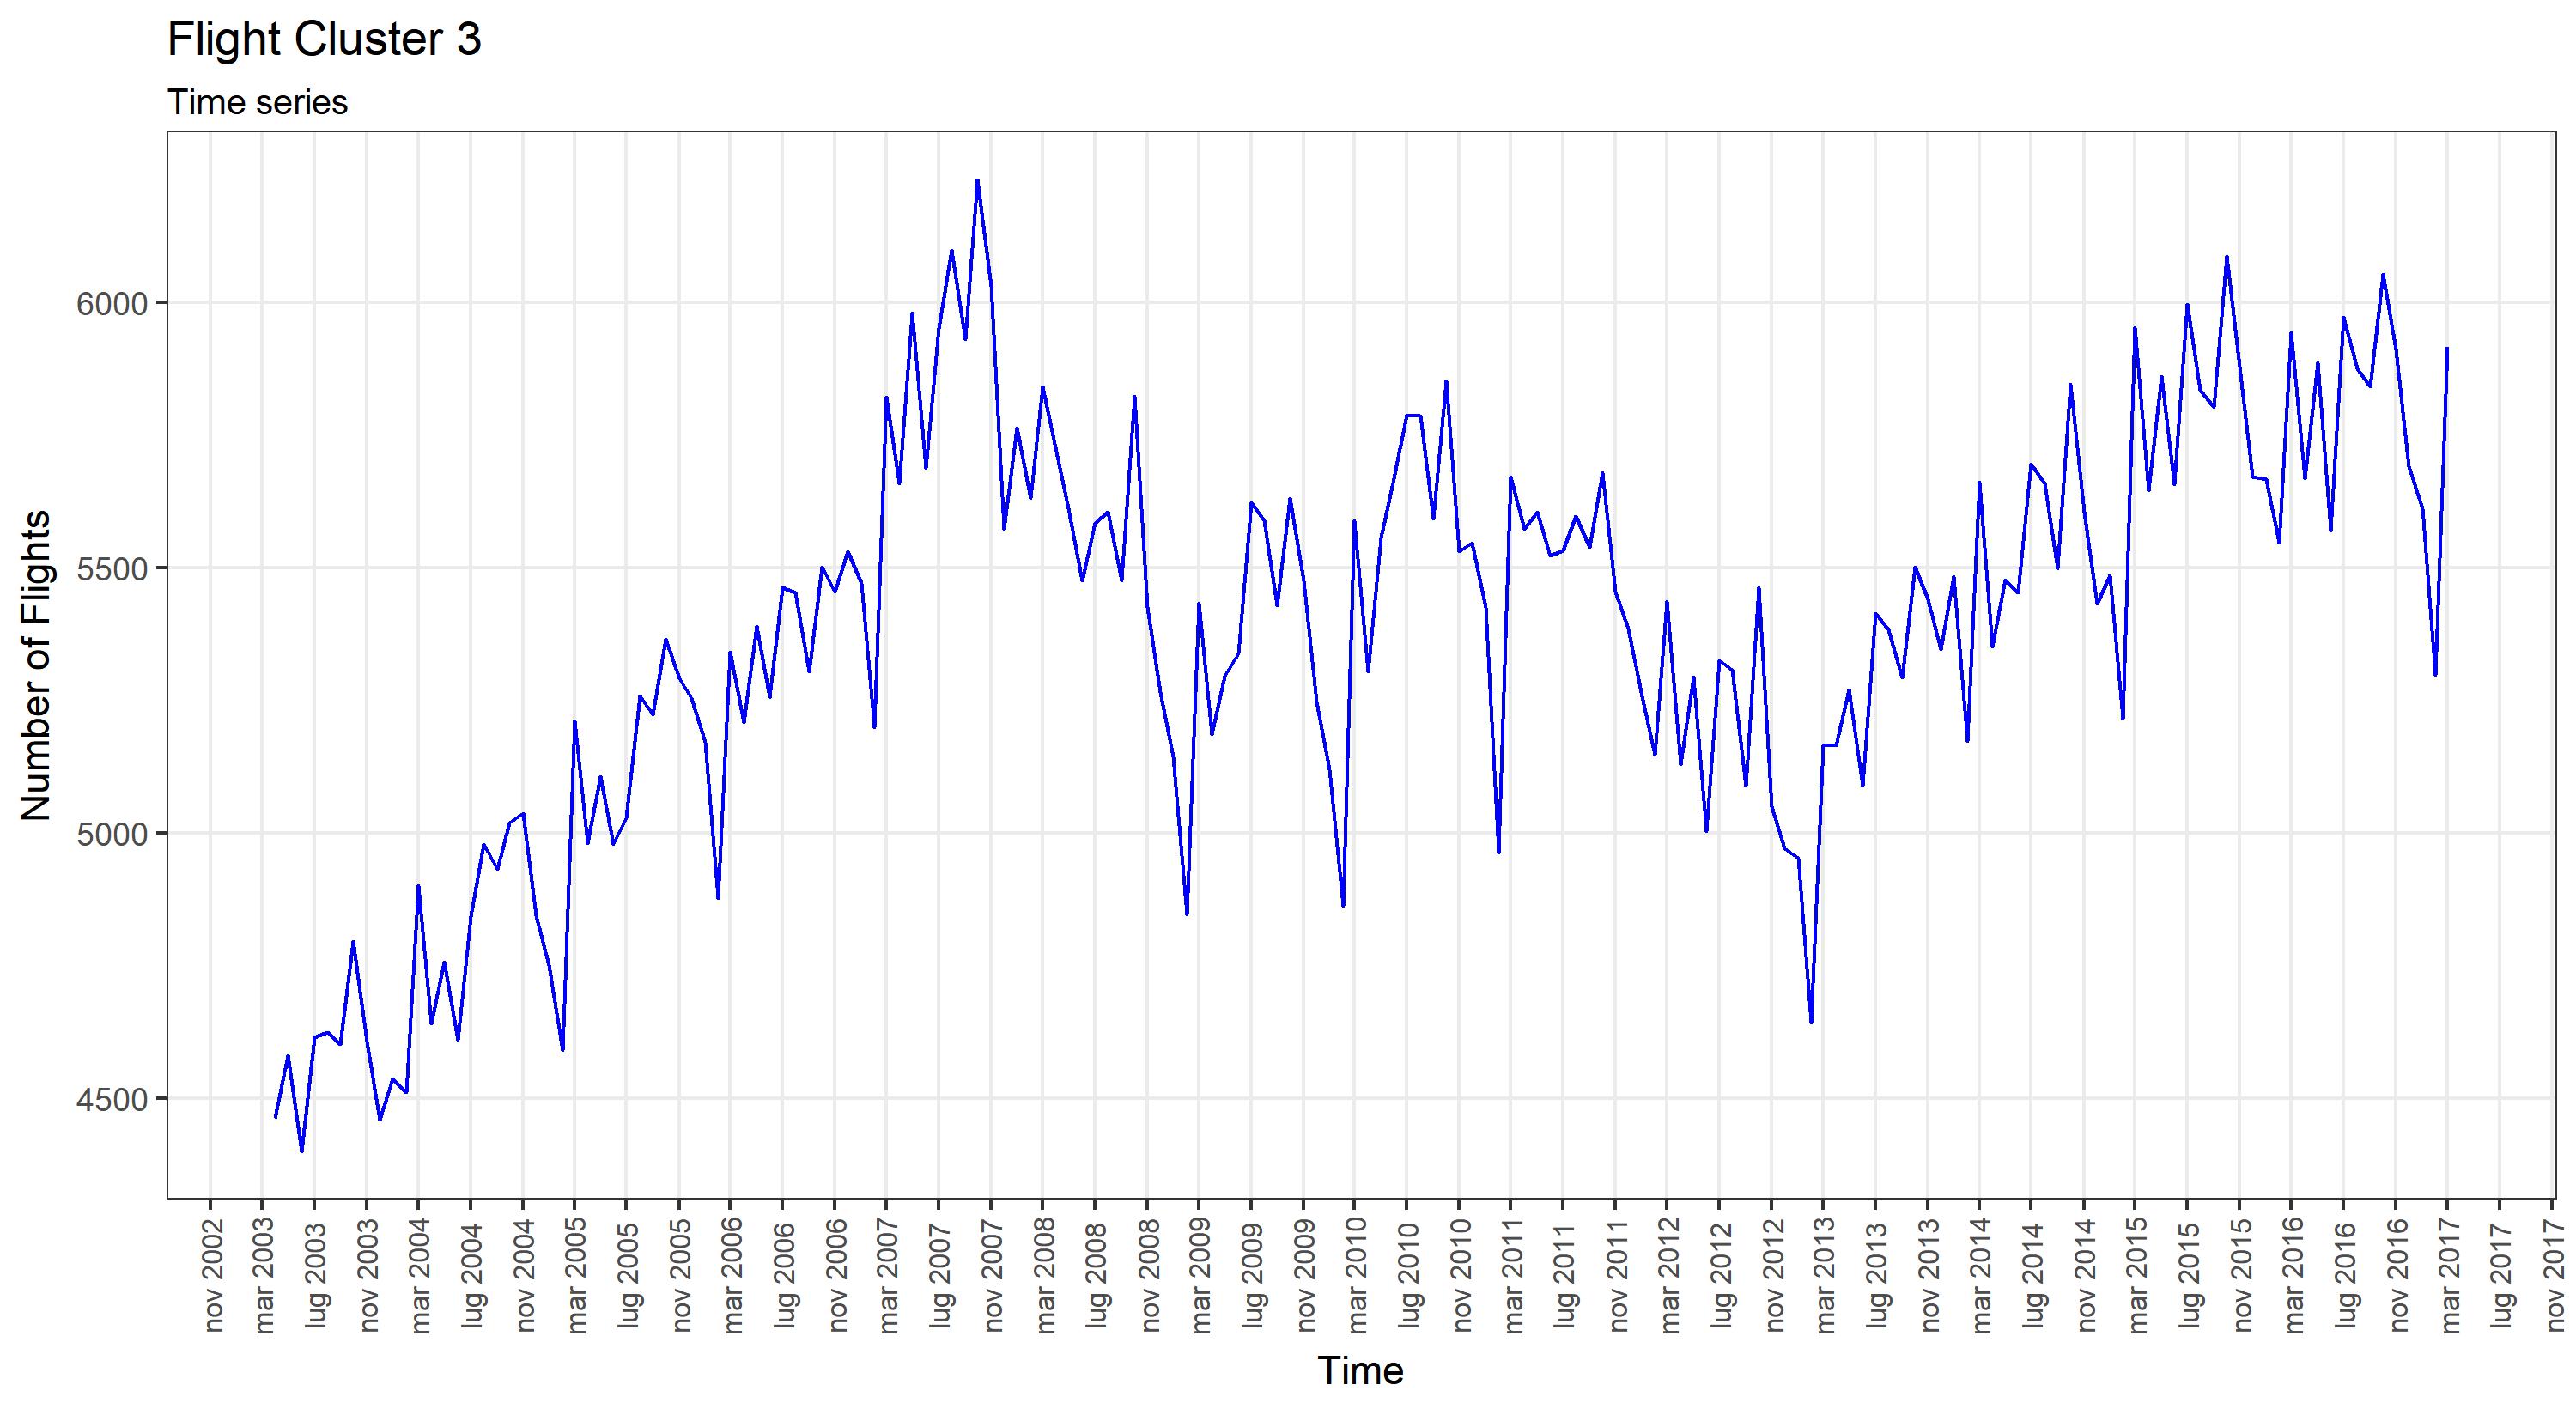 Flight Cluster 3
Time series
Number of Flights
6000
5500
5000
4500
nov 2002
mar 2003
lug 2003
nov 2003
mar 2004
lug 2004
nov 2004
mar 2005
lug 2005
nov 2005
mar 2006
lug 2006
nov 2006
mar 2007
lug 2007
nov 2007
mar 2008
lug 2008
nov 2008
mar 2009
lug 2009
nov 2009
mar 2010
lug 2010
nov 2010
mar 2011
lug 2011
nov 2011
mar 2012
lug 2012
nov 2012
mar 2013
lug 2013
nov 2013
mar 2014
lug 2014
nov 2014
mar 2015
lug 2015
nov 2015
mar 2016
lug 2016
nov 2016
mar 2017
lug 2017
nov 2017
Time